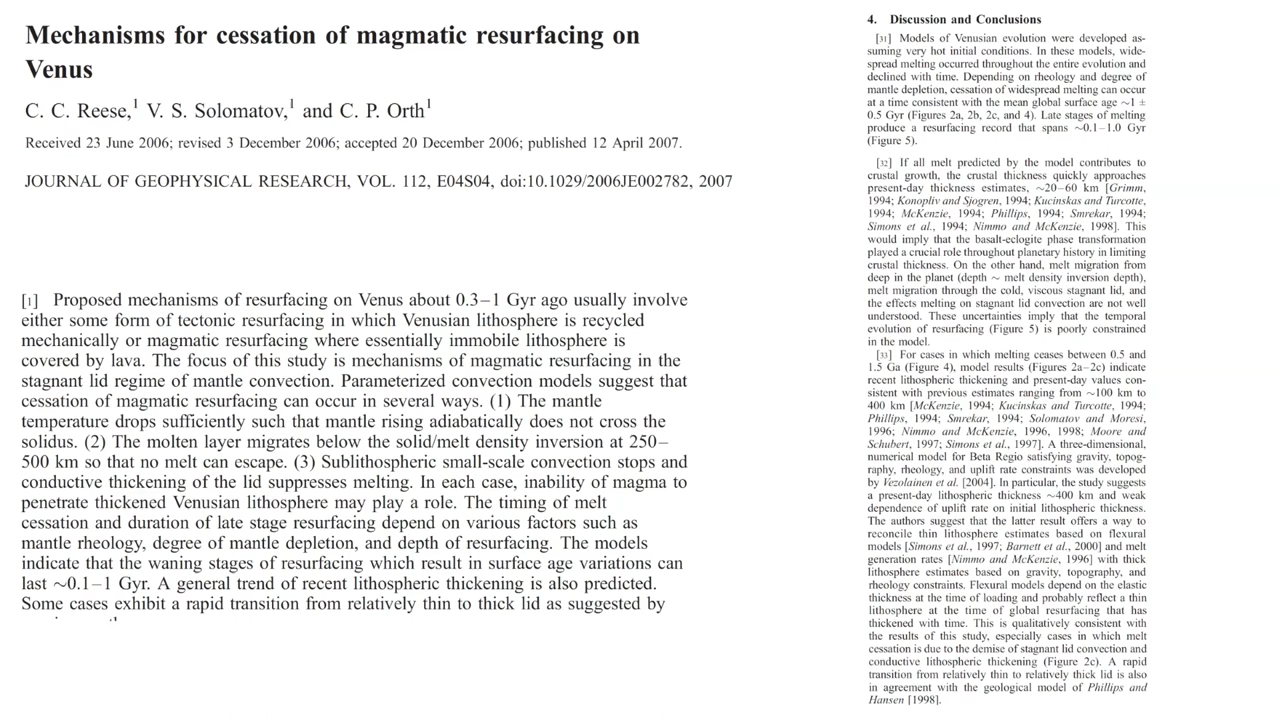 Mechanisms for cessation of magmatic resurfacing on
Venus
C. C. Reese,1 V. S. Solomatov,1 and C. P. Orth1
Received 23 June 2006; revised 3 December 2006; accepted 20 December 2006; published 12 April 2007.
JOURNAL OF GEOPHYSICAL RESEARCH, VOL. 112, E04S04, doi:10.1029/2006JE002782, 2007
[1] Proposed mechanisms of resurfacing on Venus about 0.3–1 Gyr ago usually involve
either some form of tectonic resurfacing in which Venusian lithosphere is recycled
mechanically or magmatic resurfacing where essentially immobile lithosphere is
covered by lava. The focus of this study is mechanisms of magmatic resurfacing in the
stagnant lid regime of mantle convection. Parameterized convection models suggest that
cessation of magmatic resurfacing can occur in several ways. (1) The mantle
temperature drops sufficiently such that mantle rising adiabatically does not cross the
solidus. (2) The molten layer migrates below the solid/melt density inversion at 250–
500 km so that no melt can escape. (3) Sublithospheric small-scale convection stops and
conductive thickening of the lid suppresses melting. In each case, inability of magma to
penetrate thickened Venusian lithosphere may play a role. The timing of melt
cessation and duration of late stage resurfacing depend on various factors such as
mantle rheology, degree of mantle depletion, and depth of resurfacing. The models
indicate that the waning stages of resurfacing which result in surface age variations can
last ∼0.1–1 Gyr. A general trend of recent lithospheric thickening is also predicted.
Some cases exhibit a rapid transition from relatively thin to thick lid as suggested by
4. Discussion and Conclusions
[31] Models of Venusian evolution were developed as-
suming very hot initial conditions. In these models, wide-
spread melting occurred throughout the entire evolution and
declined with time. Depending on rheology and degree of
mantle depletion, cessation of widespread melting can occur
at a time consistent with the mean global surface age ∼1 ±
0.5 Gyr (Figures 2a, 2b, 2c, and 4). Late stages of melting
produce a resurfacing record that spans ∼0.1–1.0 Gyr
(Figure 5).
[32] If all melt predicted by the model contributes to
crustal growth, the crustal thickness quickly approaches
present-day thickness estimates, ∼20–60 km [Grimm,
1994; Konopliv and Sjogren, 1994; Kucinskas and Turcotte,
1994; McKenzie, 1994; Phillips, 1994; Smrekar, 1994;
Simons et al., 1994; Nimmo and McKenzie, 1998]. This
would imply that the basalt-eclogite phase transformation
played a crucial role throughout planetary history in limiting
crustal thickness. On the other hand, melt migration from
deep in the planet (depth ∼ melt density inversion depth),
melt migration through the cold, viscous stagnant lid, and
the effects melting on stagnant lid convection are not well
understood. These uncertainties imply that the temporal
evolution of resurfacing (Figure 5) is poorly constrained
in the model.
[33] For cases in which melting ceases between 0.5 and
1.5 Ga (Figure 4), model results (Figures 2a–2c) indicate
recent lithospheric thickening and present-day values con-
sistent with previous estimates ranging from ∼100 km to
400 km [McKenzie, 1994; Kucinskas and Turcotte, 1994;
Phillips, 1994; Smrekar, 1994; Solomatov and Moresi,
1996; Nimmo and McKenzie, 1996, 1998; Moore and
Schubert, 1997; Simons et al., 1997]. A three-dimensional,
numerical model for Beta Regio satisfying gravity, topog-
raphy, rheology, and uplift rate constraints was developed
by Vezolainen et al. [2004]. In particular, the study suggests
a present-day lithospheric thickness ∼400 km and weak
dependence of uplift rate on initial lithospheric thickness.
The authors suggest that the latter result offers a way to
reconcile thin lithosphere estimates based on flexural
models [Simons et al., 1997; Barnett et al., 2000] and melt
generation rates [Nimmo and McKenzie, 1996] with thick
lithosphere estimates based on gravity, topography, and
rheology constraints. Flexural models depend on the elastic
thickness at the time of loading and probably reflect a thin
lithosphere at the time of global resurfacing that has
thickened with time. This is qualitatively consistent with
the results of this study, especially cases in which melt
cessation is due to the demise of stagnant lid convection and
conductive lithospheric thickening (Figure 2c). A rapid
transition from relatively thin to relatively thick lid is also
in agreement with the geological model of Phillips and
Hansen [1998].